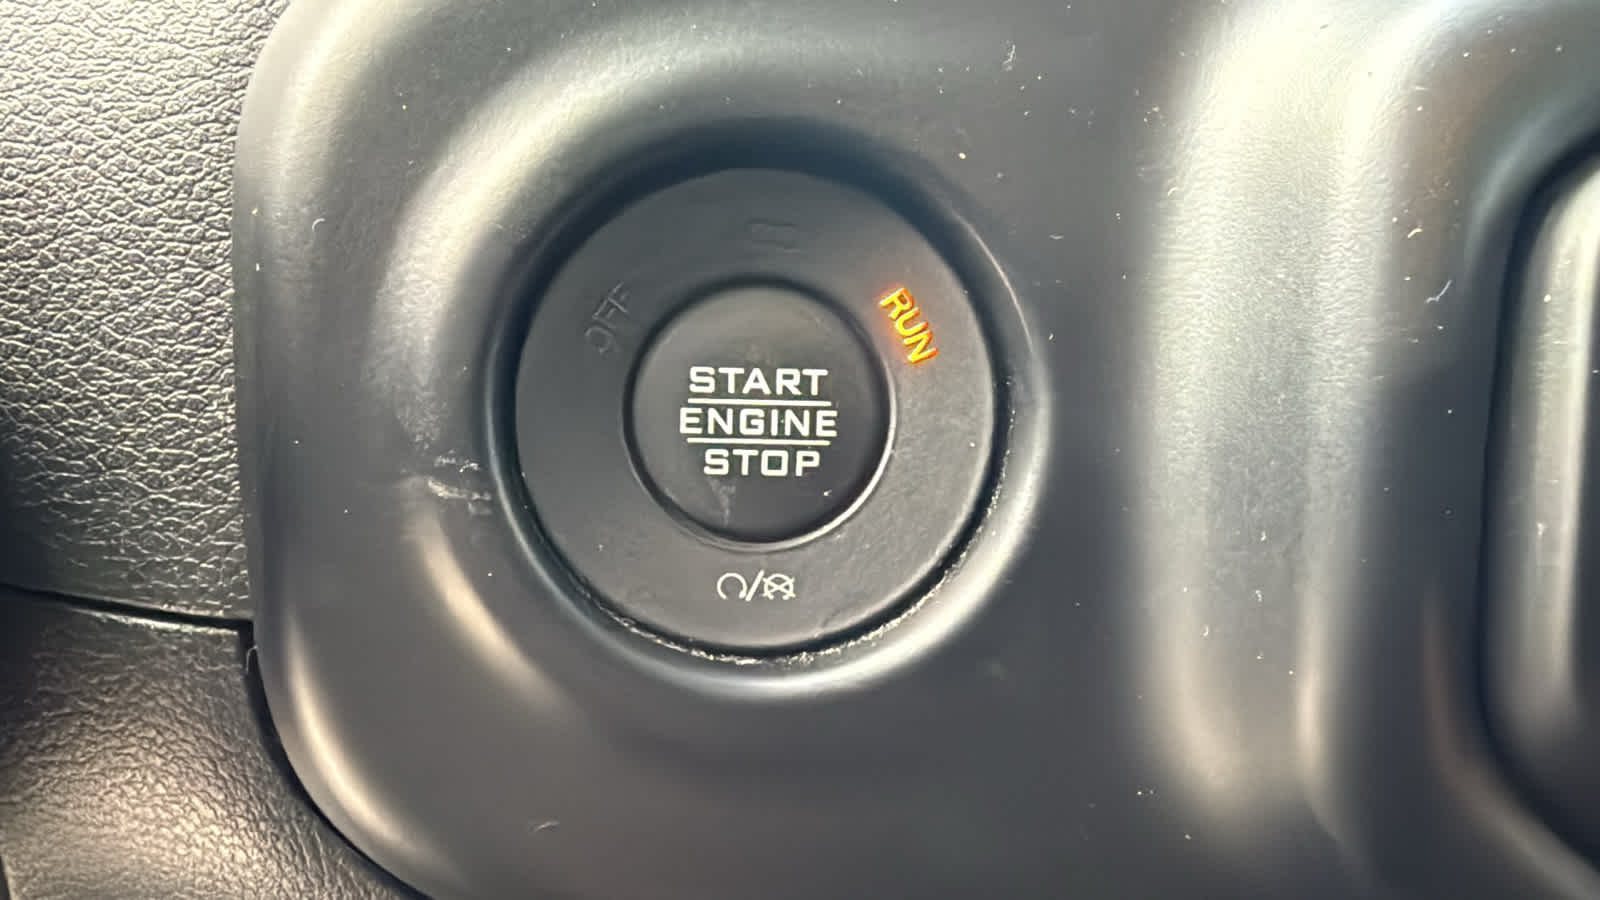 OFF
RUN
START
ENGINE
STOP